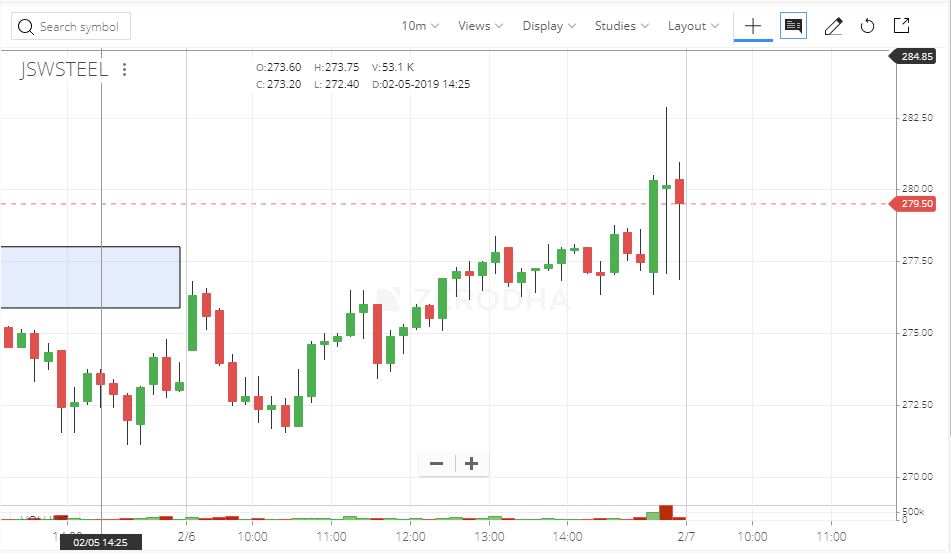 Search symbol
10m Views Display Studies Layout
JSWSTEEL
O:273.60 H:273.75 V:53.1 K
C:273.20 L: 272.40 D:02-05-2019 14:25
284.85
282.50
280.00
279.50
277.50
ZERODHA
275.00
272.50
270.00
500k
0
2/6 10:00 11:00 12:00 13:00 14:00 2/7 10:00 11:00
02/05 14:25